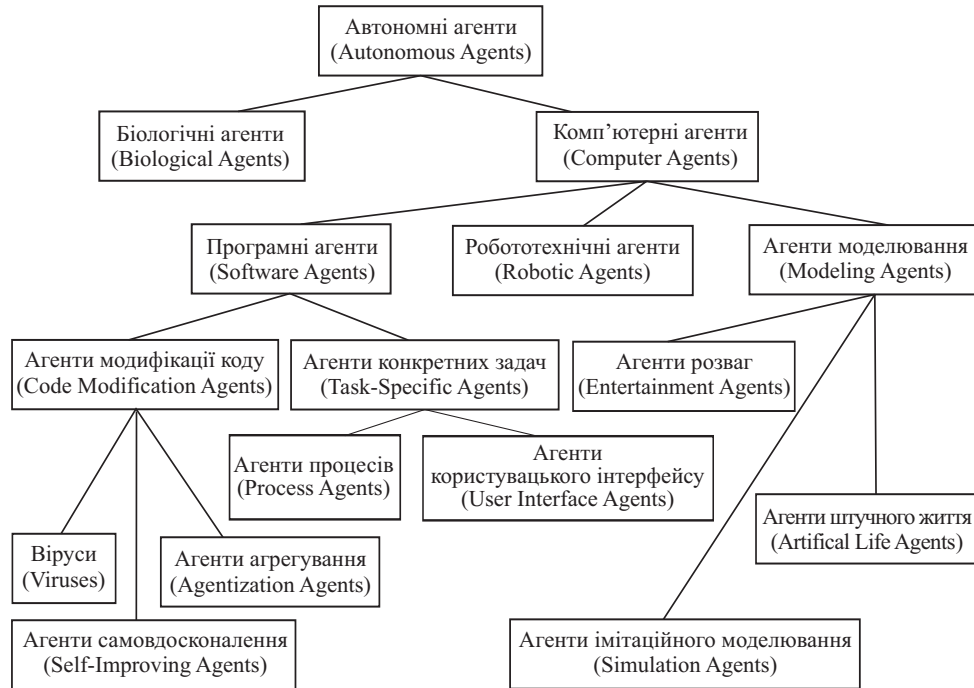 Автономні агенти
(Autonomous Agents)
Біологічні агенти
(Biological Agents)
Комп’ютерні агенти
(Computer Agents)
Програмні агенти
(Software Agents)
Робототехнічні агенти
(Robotic Agents)
Агенти моделювання
(Modeling Agents)
Агенти модифікації коду
(Code Modification Agents)
Агенти конкретних задач
(Task-Specific Agents)
Агенти розваг
(Entertainment Agents)
Агенти процесів
(Process Agents)
Агенти
користувацького інтерфейсу
(User Interface Agents)
Агенти штучного життя
(Artifical Life Agents)
Віруси
(Viruses)
Агенти агрегування
(Agentization Agents)
Агенти самовдосконалення
(Self-Improving Agents)
Агенти імітаційного моделювання
(Simulation Agents)